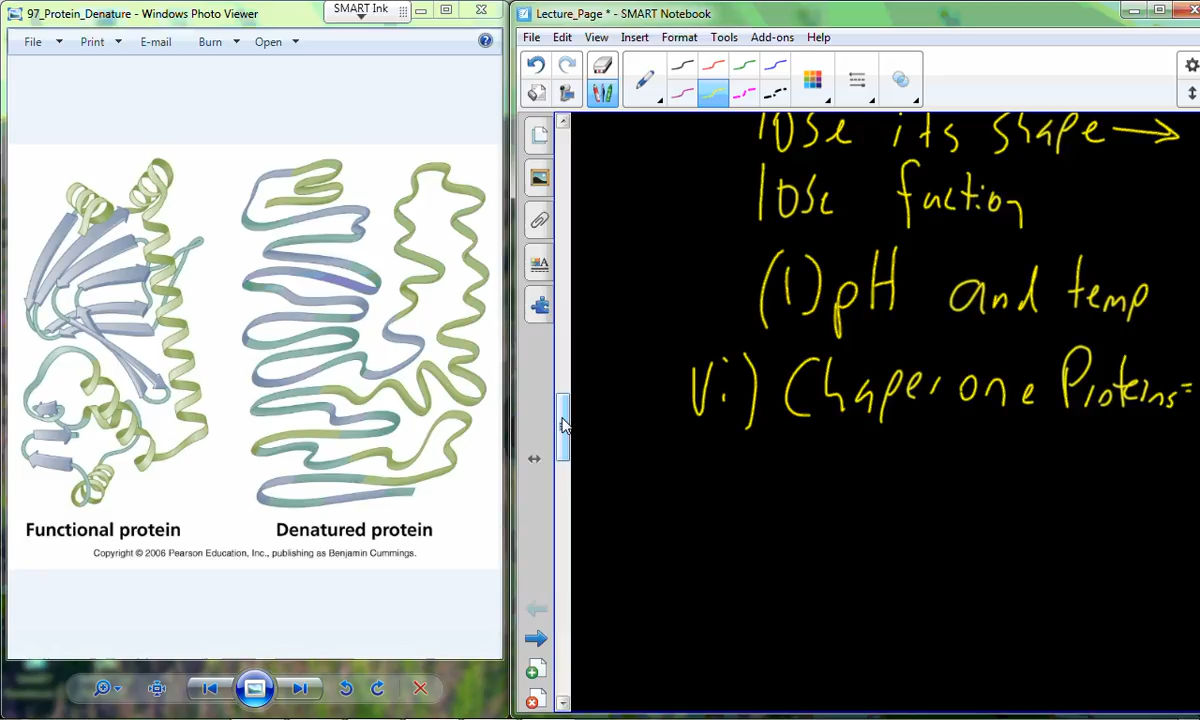 97_Protein_Denature - Windows Photo Viewer
SMART Ink
File Print E-mail Burn Open
Functional protein Denatured protein
Copyright © 2006 Pearson Education, Inc., publishing as Benjamin Cummings.
Lecture_Page * - SMART Notebook
File Edit View Insert Format Tools Add-ons Help
lose its shape →
lose fuction
(1) pH and temp
vi.) Chaperone Proteins=